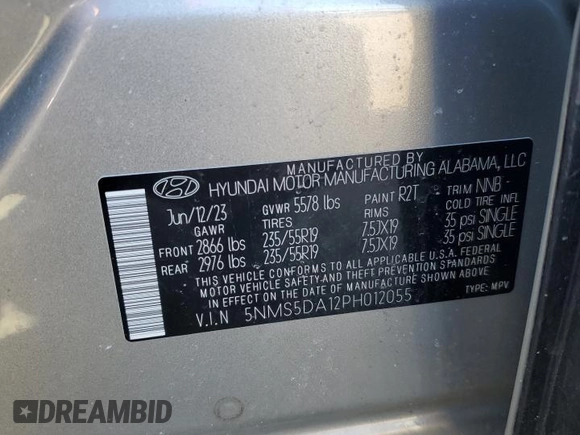 MANUFACTURED BY
HYUNDAI MOTOR MANUFACTURING ALABAMA, LLC
Jun/12/23 GVWR 5578 lbs PAINT R2T TRIM NNB
GAWR TIRES RIMS COLD TIRE INFL
FRONT 2866 lbs 235/55R19 7.5JX19 35 psi SINGLE
REAR 2976 lbs 235/55R19 7.5JX19 35 psi SINGLE
THIS VEHICLE CONFORMS TO ALL APPLICABLE U.S.A. FEDERAL
MOTOR VEHICLE SAFETY AND THEFT PREVENTION STANDARDS
IN EFFECT ON THE DATE OF MANUFACTURE SHOWN ABOVE.
V.I.N 5NMS5DA12PH012055 TYPE: MPV
DREAMBID